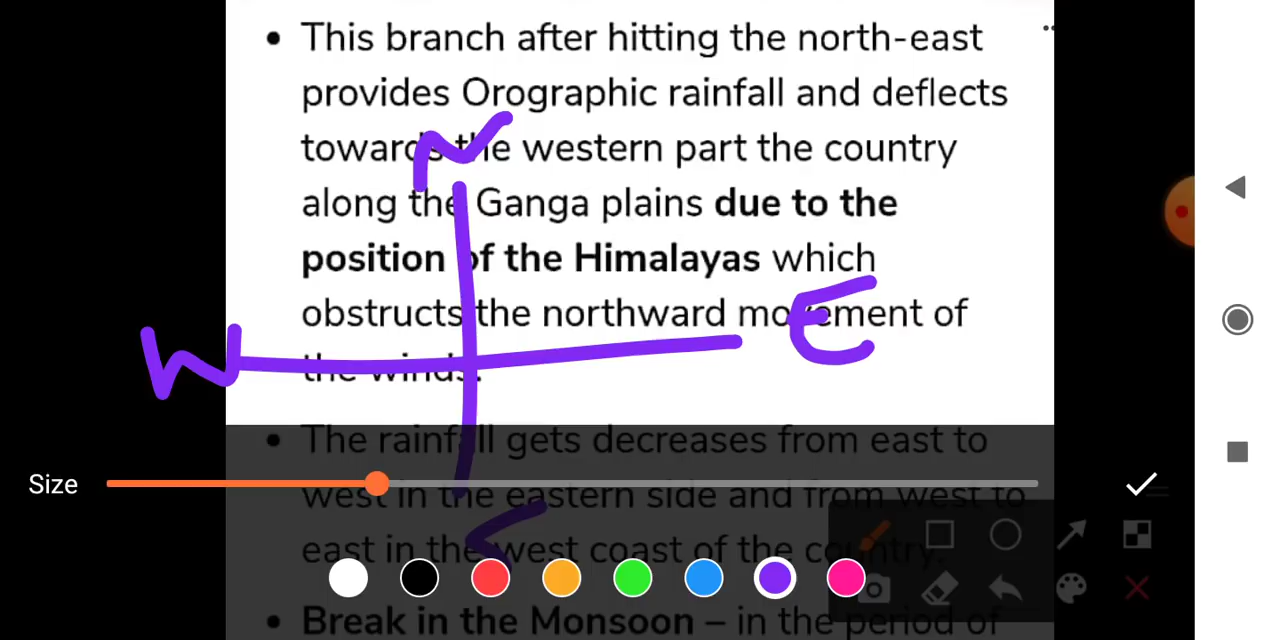 • This branch after hitting the north-east
provides Orographic rainfall and deflects
towards the western part the country
along the Ganga plains due to the
position of the Himalayas which
obstructs the northward movement of
the winds.
N
W
E
• The rainfall gets decreases from east to
west in the eastern side and from west to
east in the west coast of the country.
• Break in the Monsoon – in the period of
Size